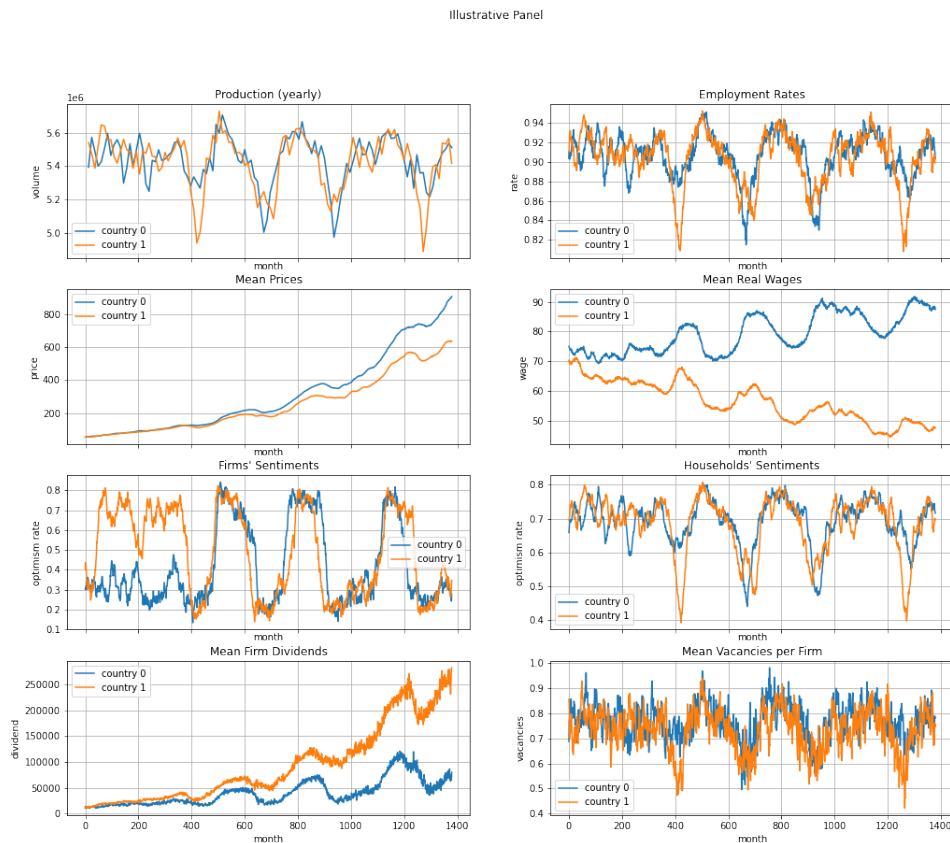 Illustrative Panel
Production (yearly)
1e6
volume
5.6
5.4
5.2
5.0
country 0
country 1
month
Employment Rates
rate
0.94
0.92
0.90
0.88
0.86
0.84
0.82
country 0
country 1
month
Mean Prices
price
800
600
400
200
country 0
country 1
month
Mean Real Wages
wage
90
80
70
60
50
country 0
country 1
month
Firms' Sentiments
optimism rate
0.8
0.7
0.6
0.5
0.4
0.3
0.2
0.1
country 0
country 1
month
Households' Sentiments
optimism rate
0.8
0.7
0.6
0.5
0.4
country 0
country 1
month
Mean Firm Dividends
dividend
250000
200000
150000
100000
50000
0
country 0
country 1
0 200 400 600 800 1000 1200 1400
month
Mean Vacancies per Firm
vacancies
1.0
0.9
0.8
0.7
0.6
0.5
0.4
country 0
country 1
0 200 400 600 800 1000 1200 1400
month